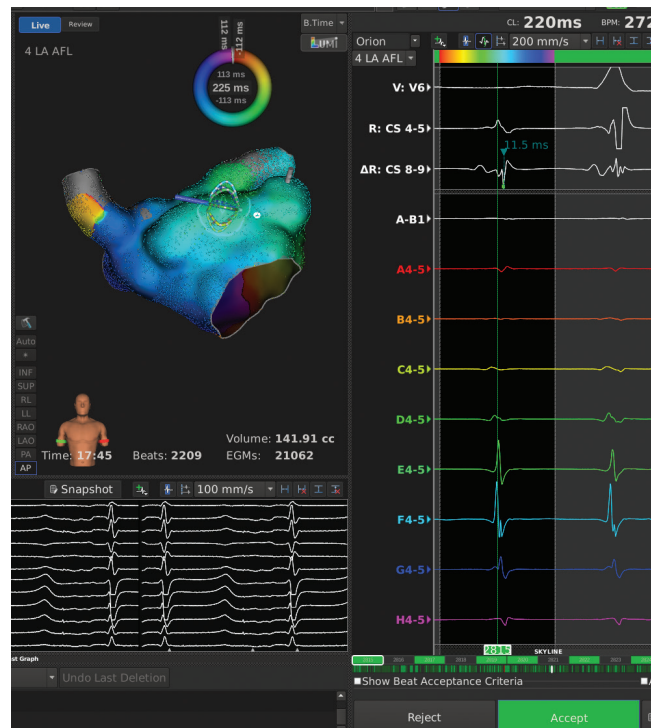 Live
Review
B.Time
LUMI
4 LA AFL
112 ms
-112 ms
113 ms
225 ms
-113 ms
Auto
INF
SUP
RL
LL
RAO
LAO
PA
AP
Volume: 141.91 cc
Time: 17:45
Beats: 2209
EGMs: 21062
Snapshot
100 mm/s
Undo Last Deletion
CL: 220ms
BPM: 272
Orion
200 mm/s
4 LA AFL
V: V6
R: CS 4-5
11.5 ms
ΔR: CS 8-9
A-B1
A4-5
B4-5
C4-5
D4-5
E4-5
F4-5
G4-5
H4-5
2815
SKYLINE
Show Beat Acceptance Criteria
Reject
Accept